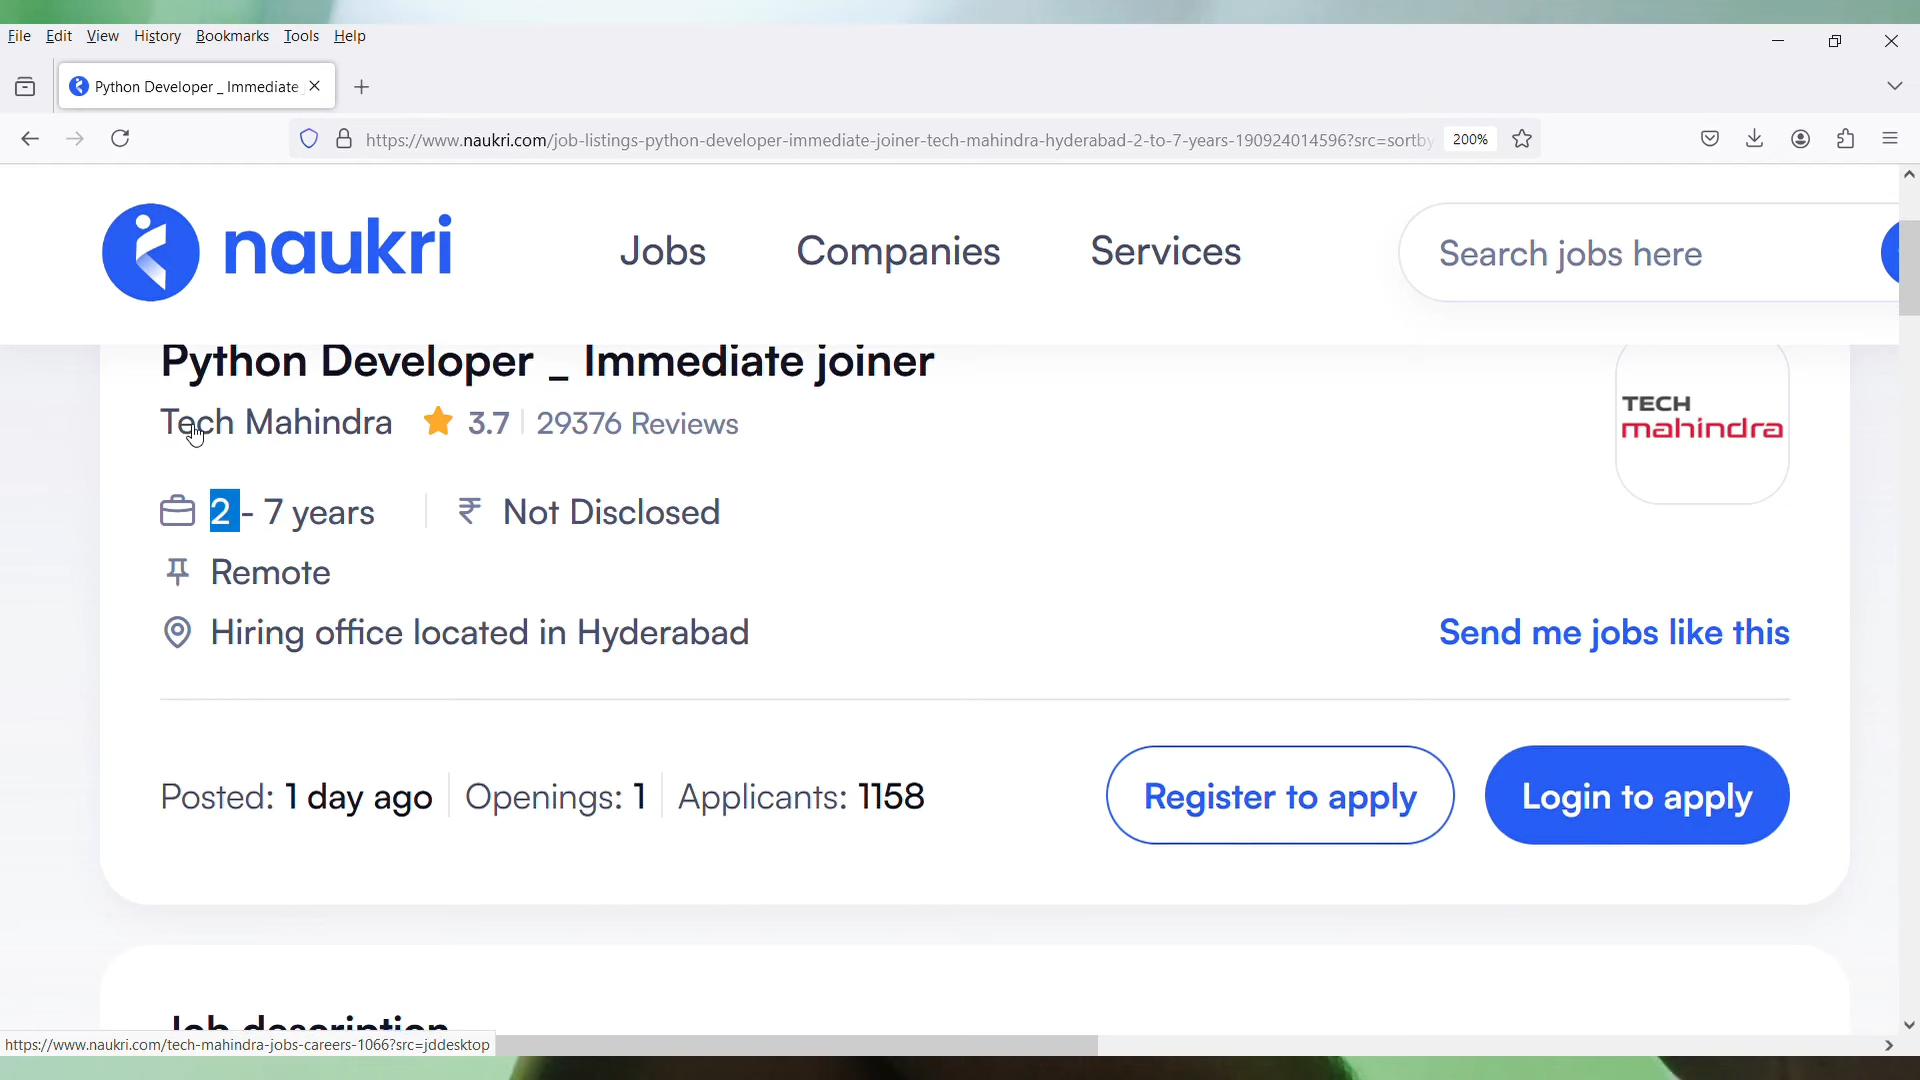 File Edit View History Bookmarks Tools Help
Python Developer _ Immediate
https://www.naukri.com/job-listings-python-developer-immediate-joiner-tech-mahindra-hyderabad-2-to-7-years-190924014596?src=sortby 200%
naukri Jobs Companies Services Search jobs here
Python Developer _ Immediate joiner
Tech Mahindra 3.7 29376 Reviews
TECH
mahindra
2 - 7 years ₹ Not Disclosed
Remote
Hiring office located in Hyderabad Send me jobs like this
Posted: 1 day ago Openings: 1 Applicants: 1158 Register to apply Login to apply
Job description
https://www.naukri.com/tech-mahindra-jobs-careers-1066?src=jddesktop